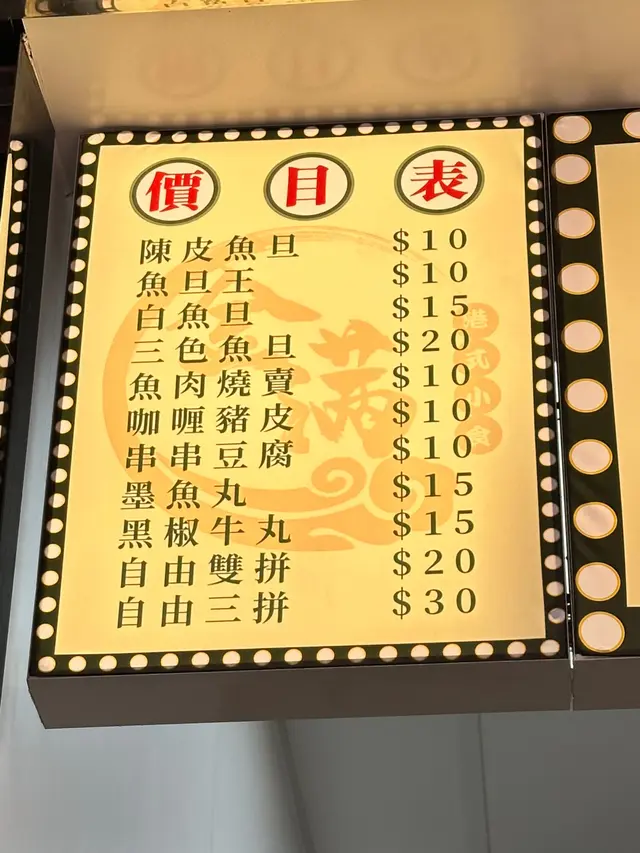 價目表
陳皮魚旦 $10
魚旦王 $10
白魚旦 $15
三色魚旦 $20
魚肉燒賣 $10
咖喱豬皮 $10
串串豆腐 $10
墨魚丸 $15
黑椒牛丸 $15
自由雙拼 $20
自由三拼 $30
金滿
港式小食